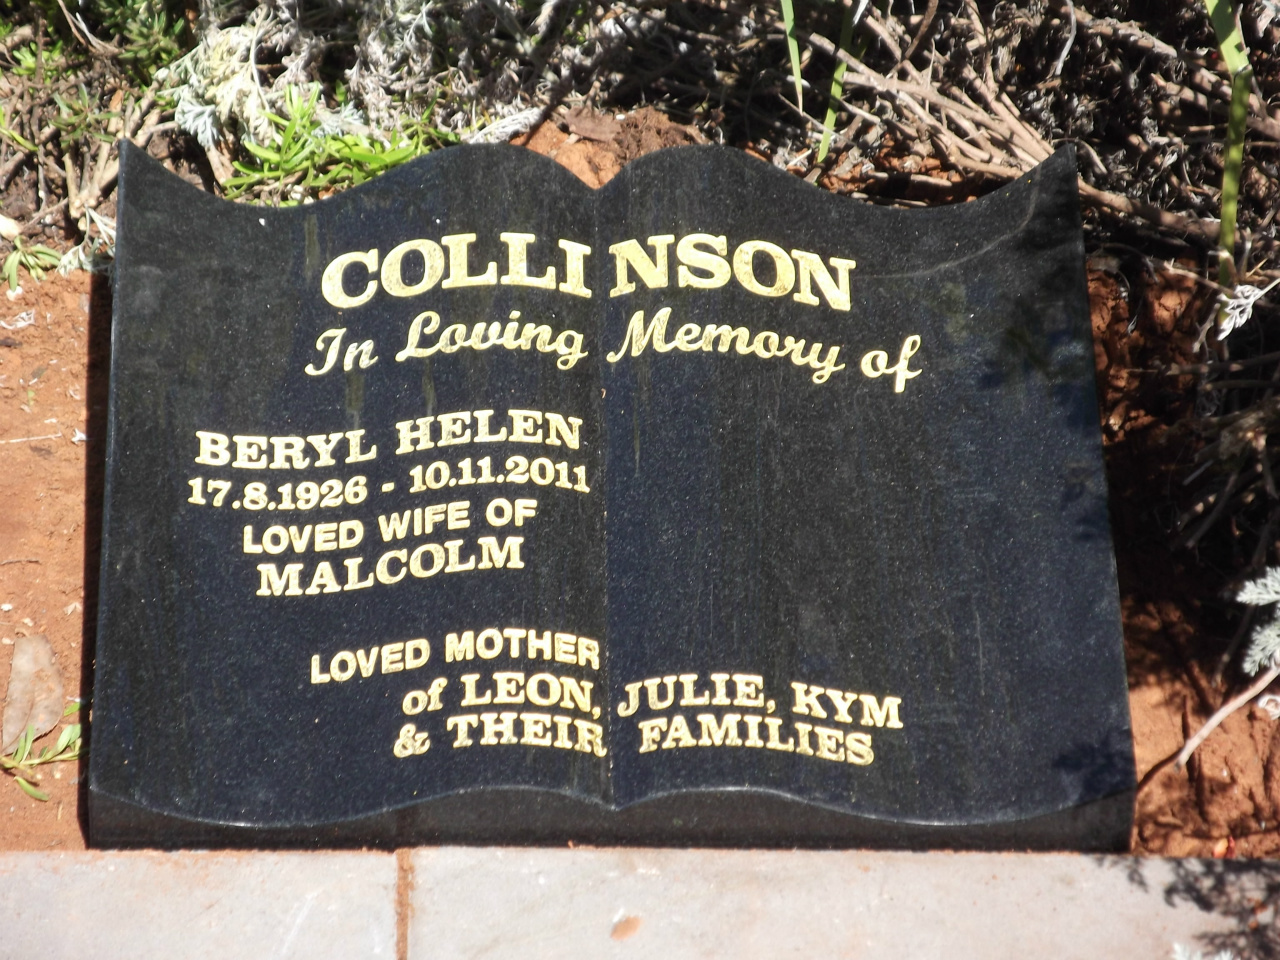 COLLINSON
In Loving Memory of
BERYL HELEN
17.8.1926 - 10.11.2011
LOVED WIFE OF
MALCOLM
LOVED MOTHER
of LEON, JULIE, KYM
& THEIR FAMILIES